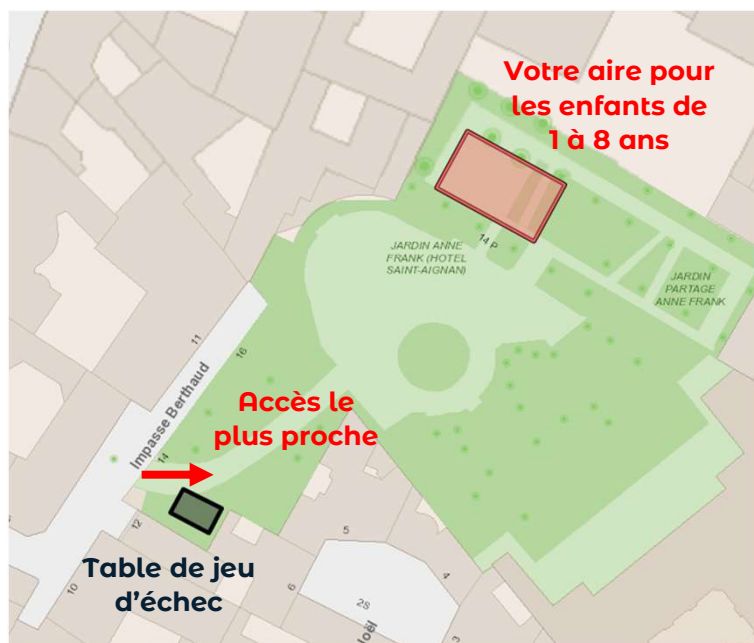 Votre aire pour
les enfants de
1 à 8 ans
JARDIN ANNE
FRANK (HOTEL
SAINT-AIGNAN)
14 P
JARDIN
PARTAGE
ANNE FRANK
11
16
Impasse Berthaud
14
Accès le
plus proche
12
10
Table de jeu
d’échec
5
6
4
2S
3
oël